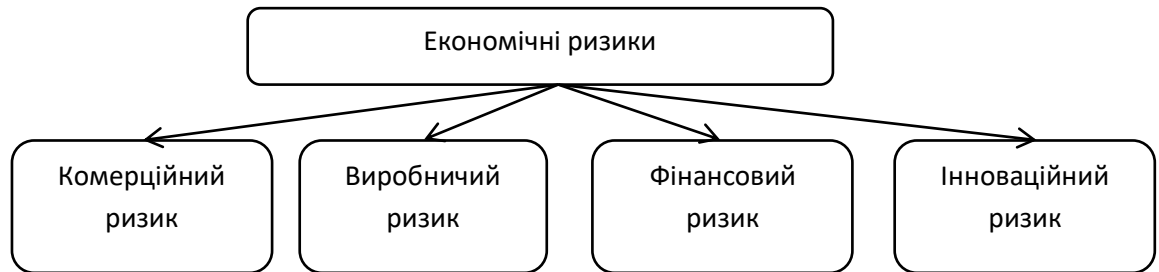 Економічні ризики
Комерційний
ризик
Виробничий
ризик
Фінансовий
ризик
Інноваційний
ризик